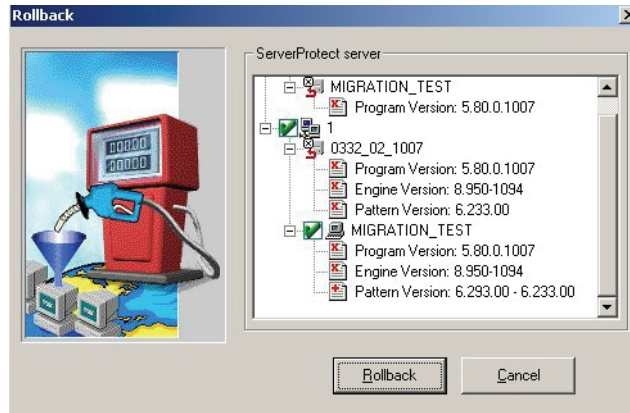 Rollback
ServerProtect server
MIGRATION_TEST
Program Version: 5.80.0.1007
1
0332_02_1007
Program Version: 5.80.0.1007
Engine Version: 8.950-1094
Pattern Version: 6.233.00
MIGRATION_TEST
Program Version: 5.80.0.1007
Engine Version: 8.950-1094
Pattern Version: 6.293.00 - 6.233.00
Rollback
Cancel